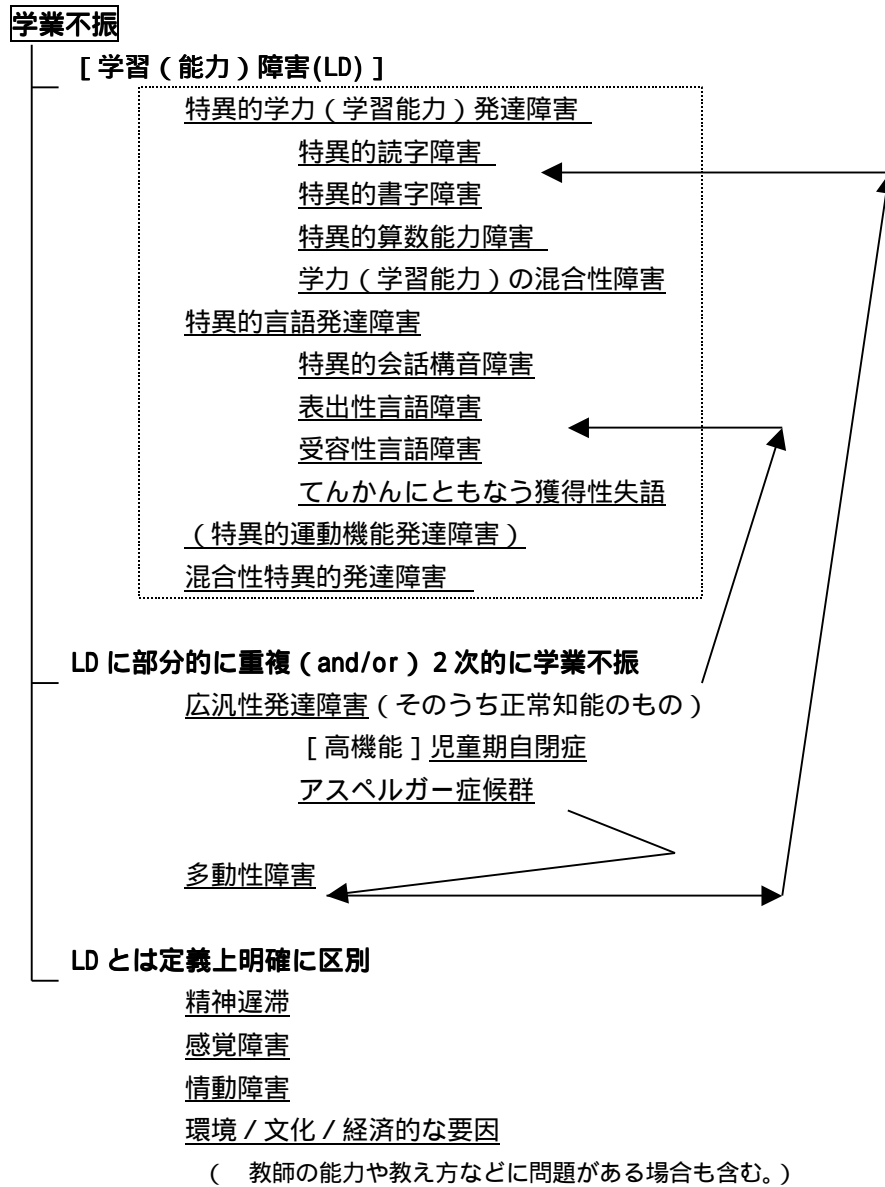 学業不振
［学習（能力）障害(LD)］
特異的学力（学習能力）発達障害
特異的読字障害
特異的書字障害
特異的算数能力障害
学力（学習能力）の混合性障害
特異的言語発達障害
特異的会話構音障害
表出性言語障害
受容性言語障害
てんかんにともなう獲得性失語
（特異的運動機能発達障害）
混合性特異的発達障害
LDに部分的に重複（and/or）２次的に学業不振
広汎性発達障害（そのうち正常知能のもの）
［高機能］児童期自閉症
アスペルガー症候群
多動性障害
LDとは定義上明確に区別
精神遅滞
感覚障害
情動障害
環境／文化／経済的な要因
（　教師の能力や教え方などに問題がある場合も含む。）